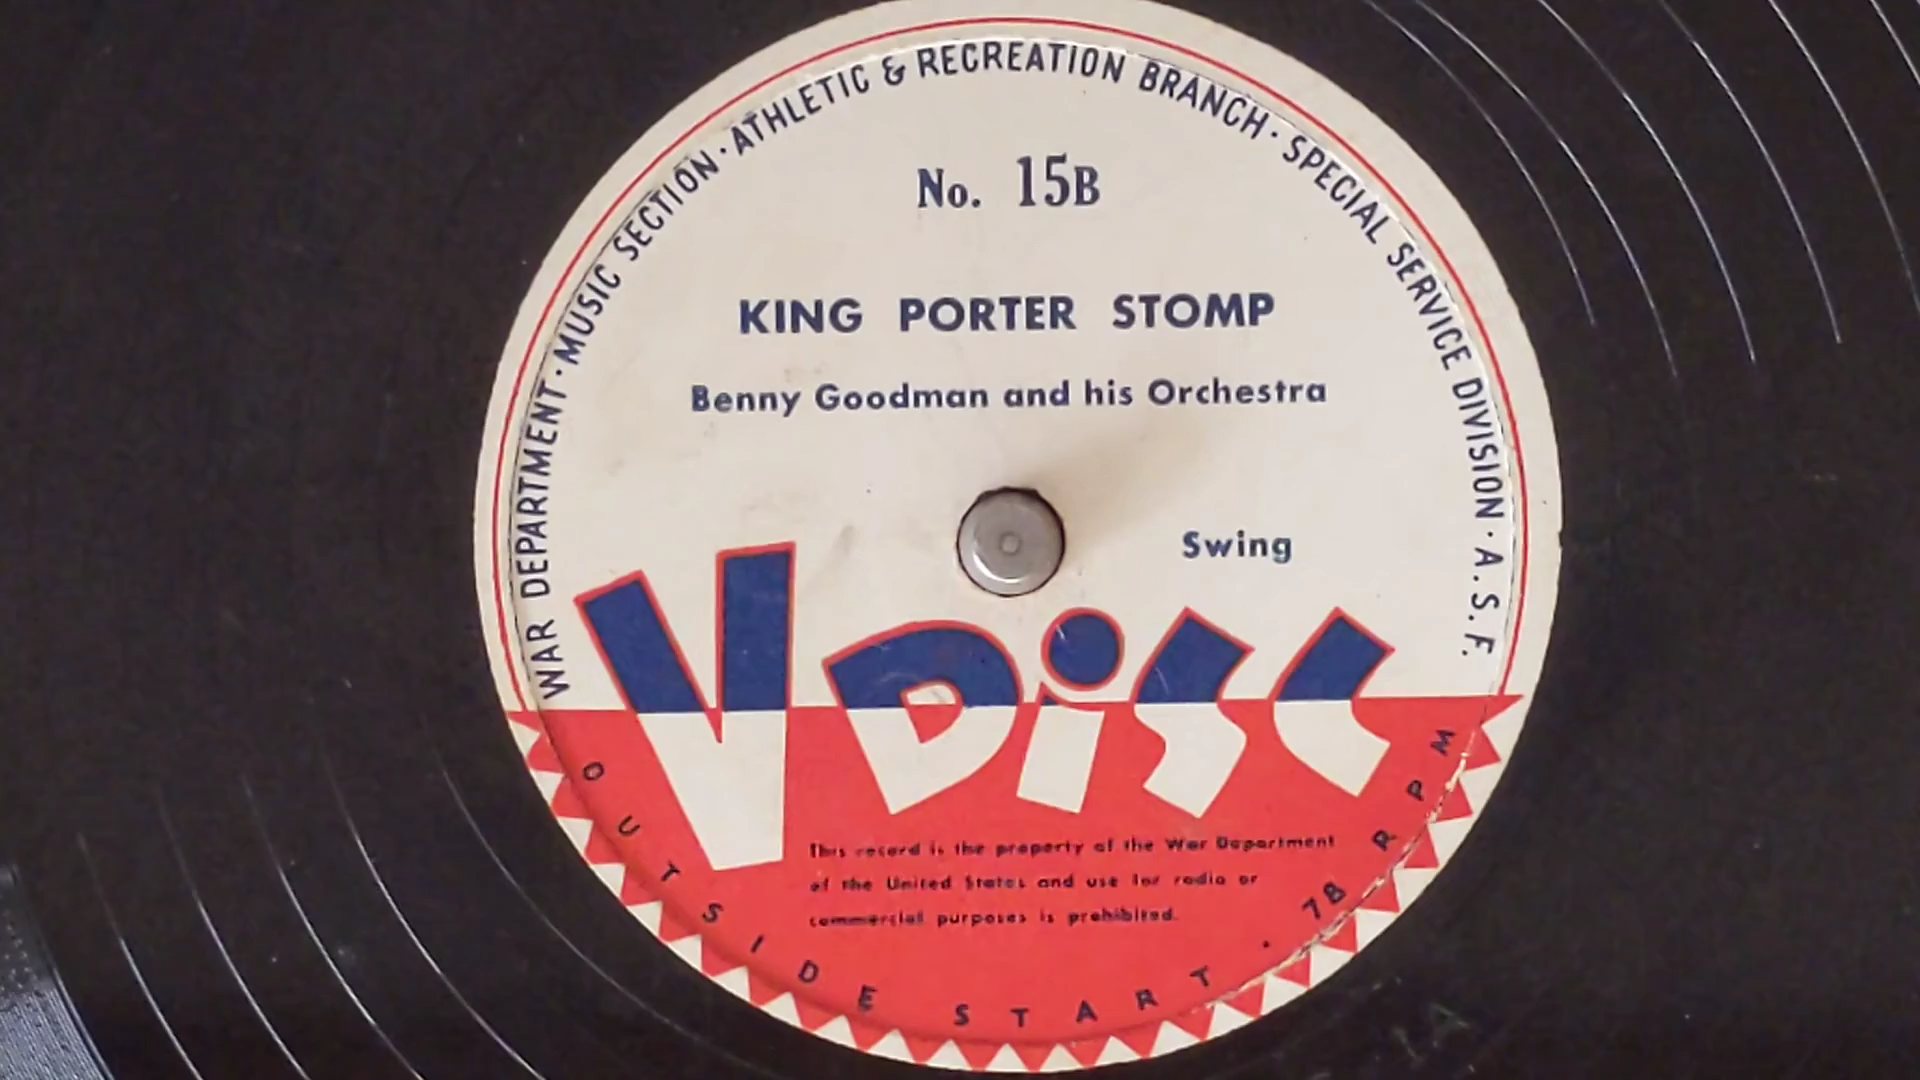 WAR DEPARTMENT · MUSIC SECTION · ATHLETIC & RECREATION BRANCH · SPECIAL SERVICE DIVISION · A.S.F.
No. 15B
KING PORTER STOMP
Benny Goodman and his Orchestra
Swing
V DiSC
This record is the property of the War Department
of the United States and use for radio or
commercial purposes is prohibited.
OUTSIDE START · 78 RPM